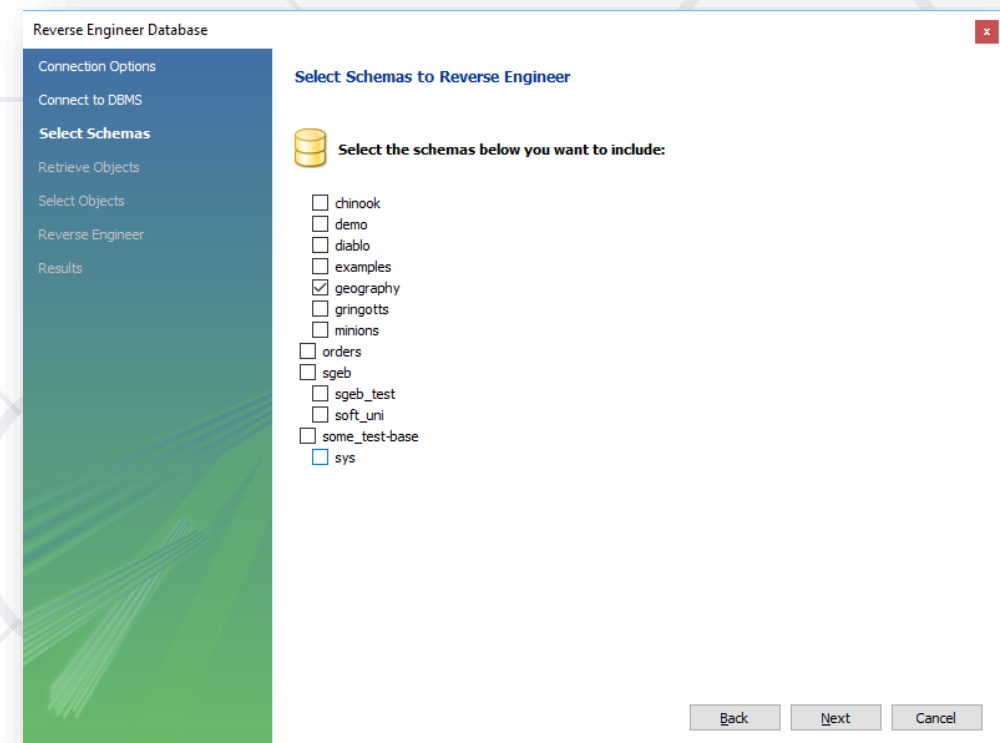 Reverse Engineer Database
x
Connection Options
Connect to DBMS
Select Schemas
Retrieve Objects
Select Objects
Reverse Engineer
Results
Select Schemas to Reverse Engineer
Select the schemas below you want to include:
chinook
demo
diablo
examples
geography
gringotts
minions
orders
sgeb
sgeb_test
soft_uni
some_test-base
sys
Back
Next
Cancel